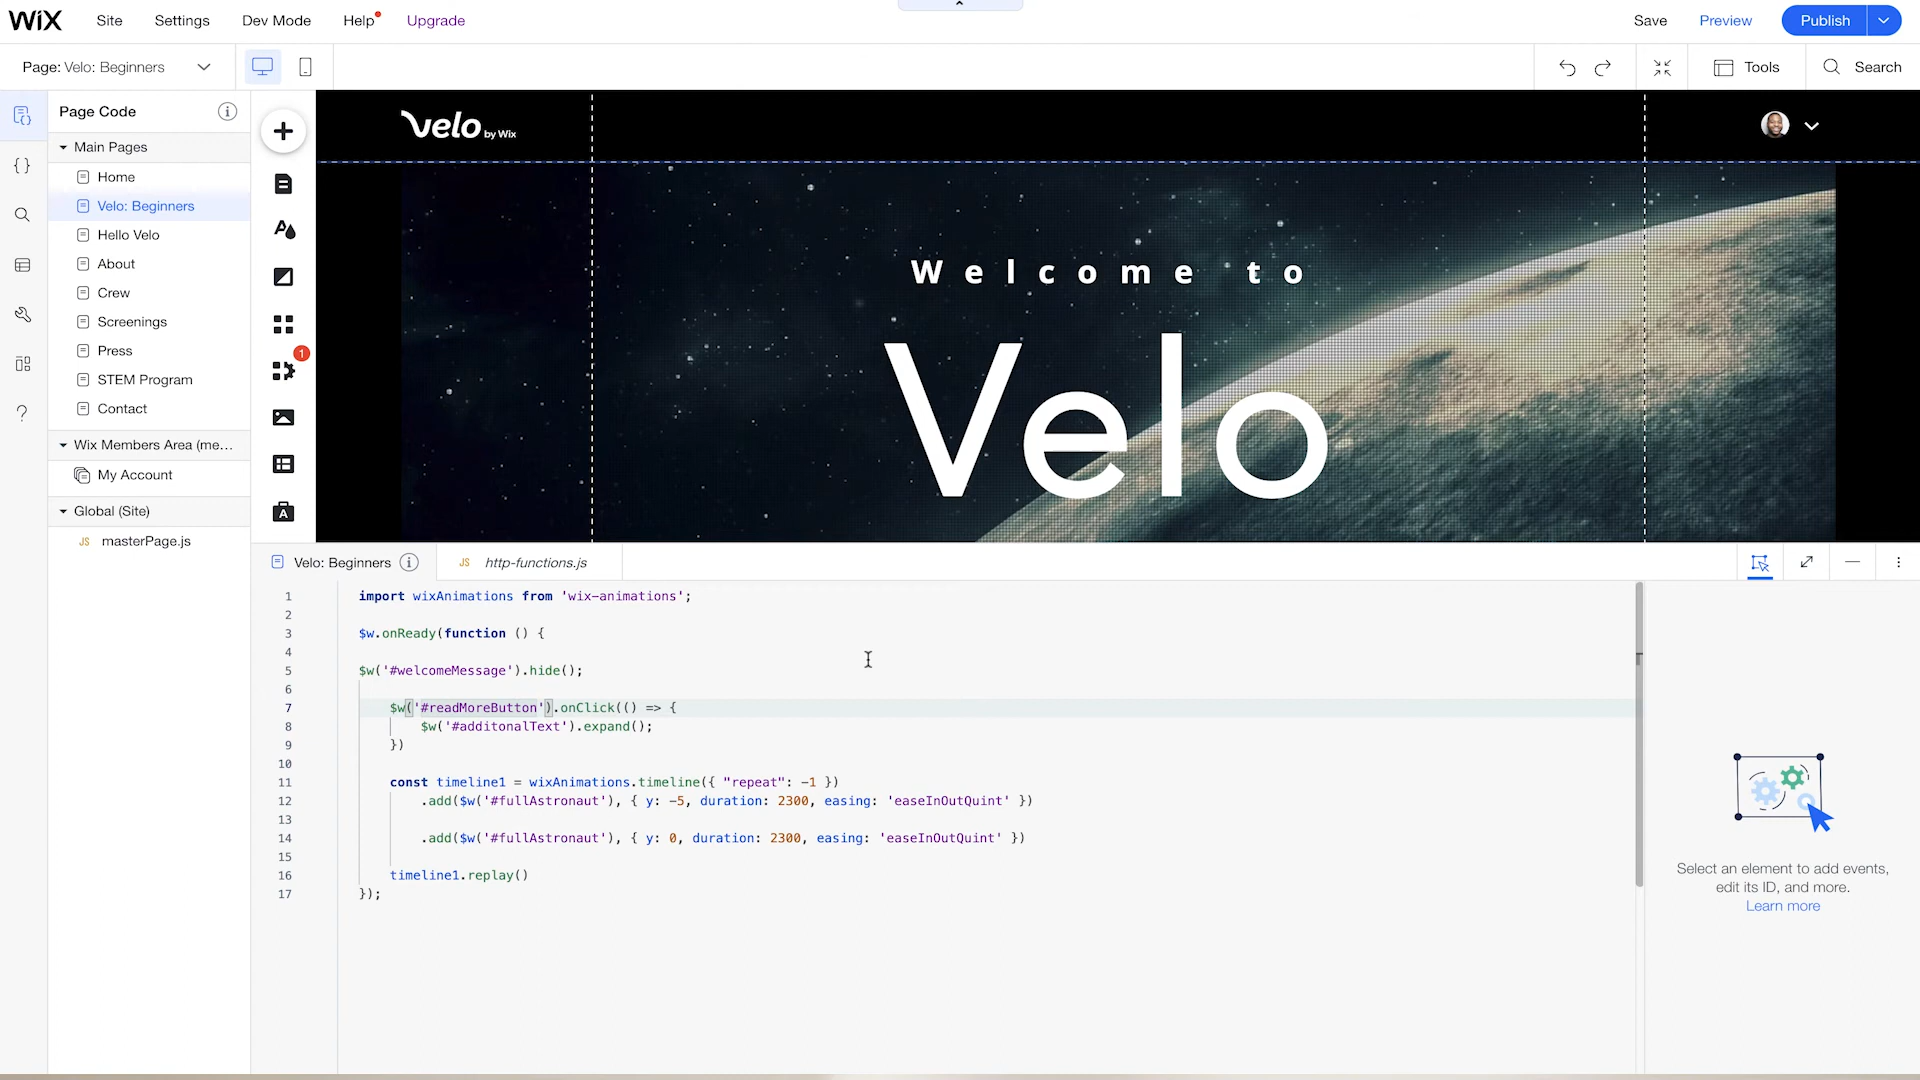 WiX Site Settings Dev Mode Help Upgrade Save Preview Publish
Page: Velo: Beginners Tools Search
Page Code
Main Pages
Home
Velo: Beginners
Hello Velo
About
Crew
Screenings
Press
STEM Program
Contact
Wix Members Area (me...
My Account
Global (Site)
JS masterPage.js
1
velo by Wix
Welcome to
Velo
Velo: Beginners JS http-functions.js
1 import wixAnimations from 'wix-animations';
2
3 $w.onReady(function () {
4
5 $w('#welcomeMessage').hide();
6
7 $w('#readMoreButton').onClick(() => {
8 $w('#additonalText').expand();
9 })
10
11 const timeline1 = wixAnimations.timeline({ "repeat": -1 })
12 .add($w('#fullAstronaut'), { y: -5, duration: 2300, easing: 'easeInOutQuint' })
13
14 .add($w('#fullAstronaut'), { y: 0, duration: 2300, easing: 'easeInOutQuint' })
15
16 timeline1.replay()
17 });
Select an element to add events,
edit its ID, and more.
Learn more